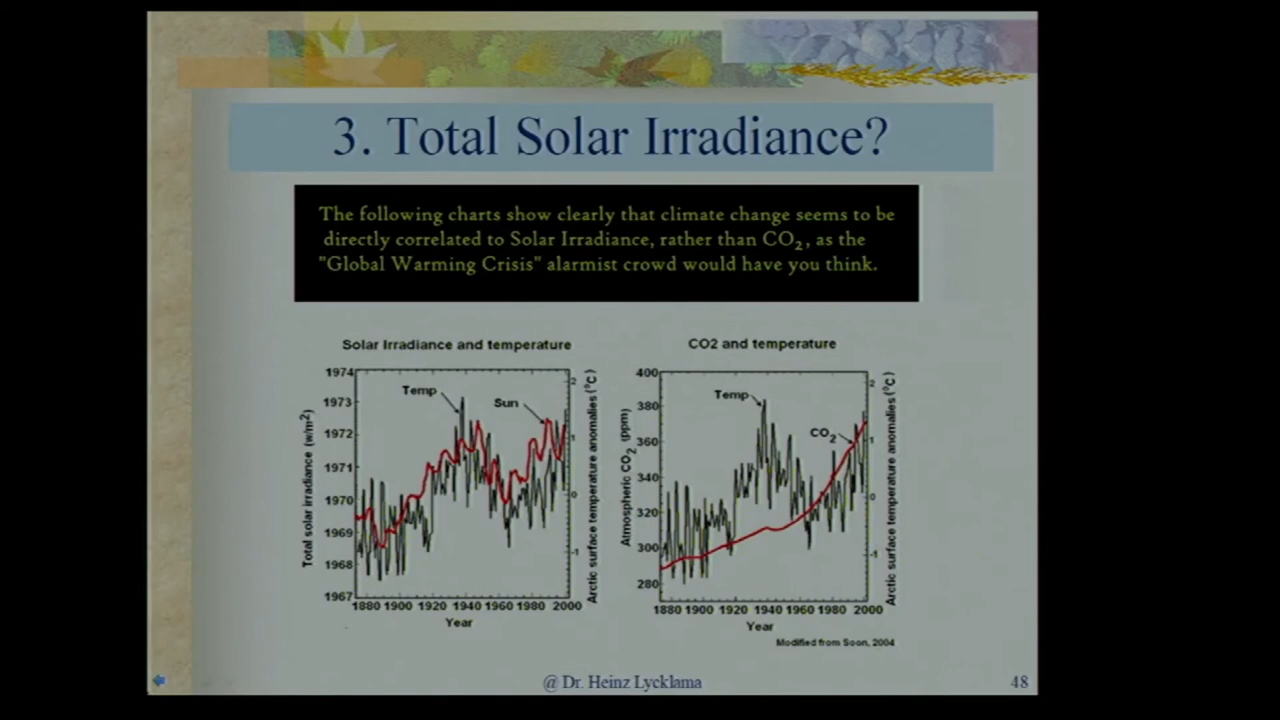 3. Total Solar Irradiance?
The following charts show clearly that climate change seems to be
directly correlated to Solar Irradiance, rather than CO2, as the
"Global Warming Crisis" alarmist crowd would have you think.
Solar Irradiance and temperature
1974
1973
1972
1971
1970
1969
1968
1967
Total solar irradiance (w/m2)
Temp
Sun
2
1
0
-1
Arctic surface temperature anomalies (°C)
1880 1900 1920 1940 1960 1980 2000
Year
CO2 and temperature
400
380
360
340
320
300
280
Atmospheric CO2 (ppm)
Temp
CO2
2
1
0
-1
Arctic surface temperature anomalies (°C)
1880 1900 1920 1940 1960 1980 2000
Year
Modified from Soon, 2004
@ Dr. Heinz Lycklama
48